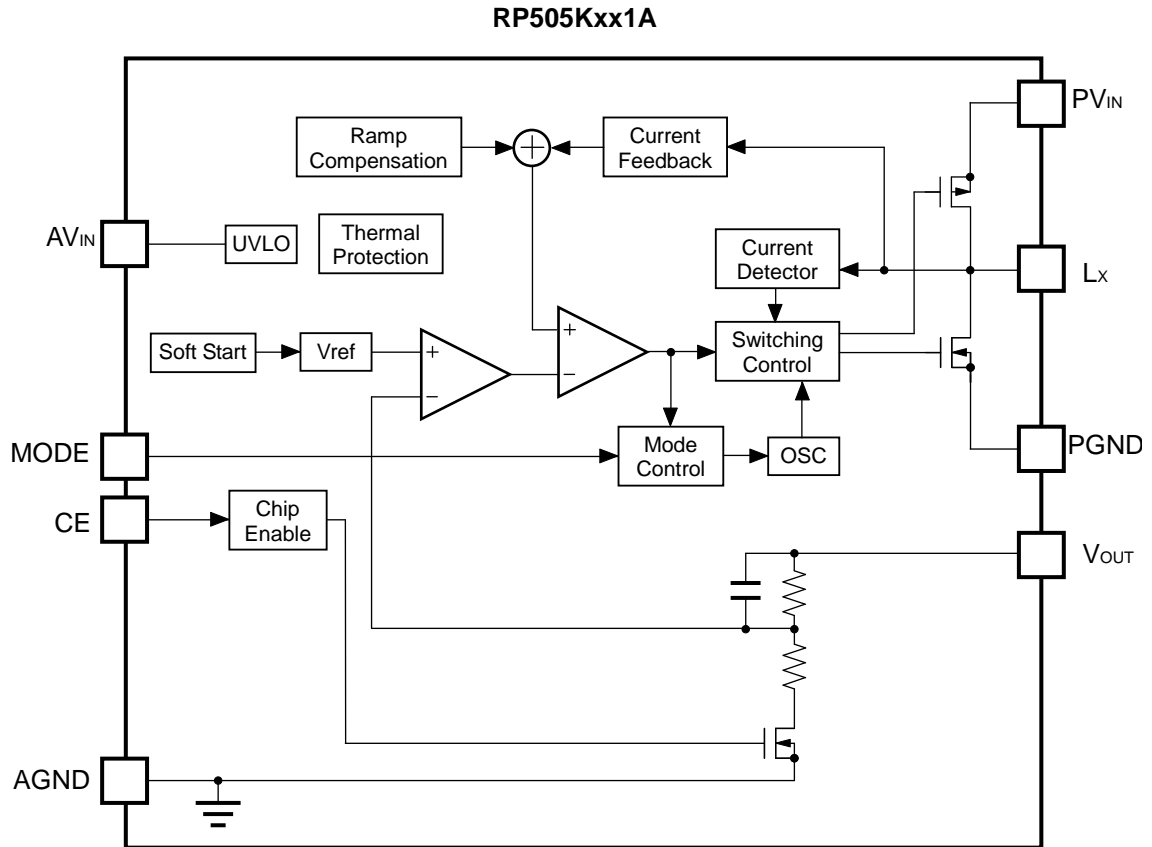 RP505Kxx1A
PVIN
Ramp
Compensation
Current
Feedback
AVIN
UVLO
Thermal
Protection
Current
Detector
LX
Soft Start
Vref
+
−
+
−
Switching
Control
MODE
Mode
Control
OSC
PGND
CE
Chip
Enable
VOUT
AGND